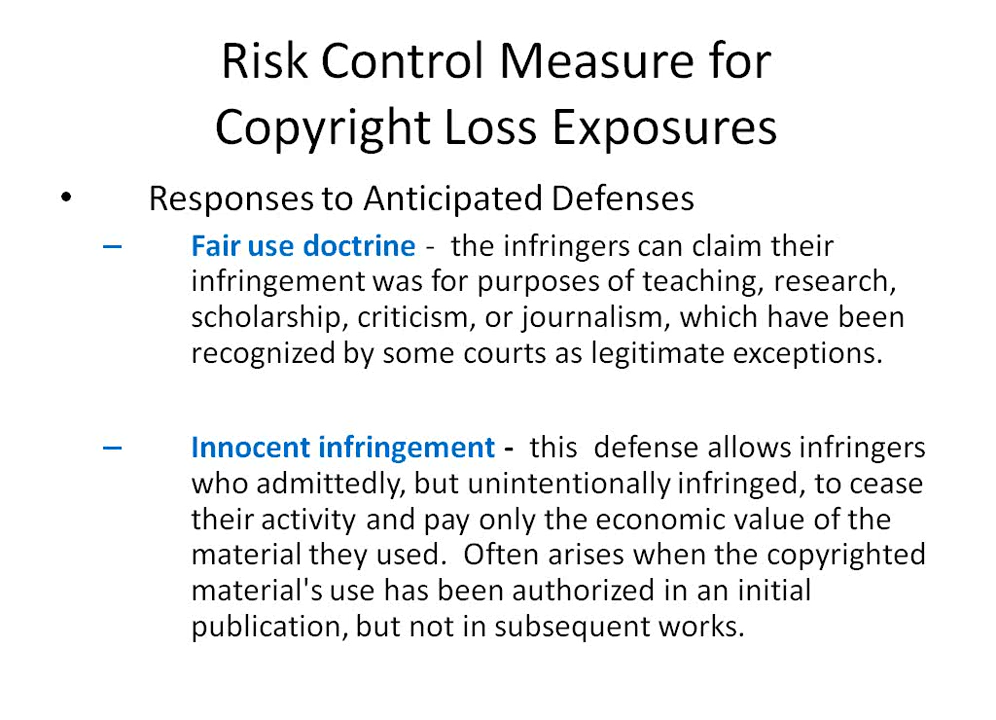 Risk Control Measure for
Copyright Loss Exposures
• Responses to Anticipated Defenses
– Fair use doctrine - the infringers can claim their
infringement was for purposes of teaching, research,
scholarship, criticism, or journalism, which have been
recognized by some courts as legitimate exceptions.
– Innocent infringement - this defense allows infringers
who admittedly, but unintentionally infringed, to cease
their activity and pay only the economic value of the
material they used. Often arises when the copyrighted
material's use has been authorized in an initial
publication, but not in subsequent works.